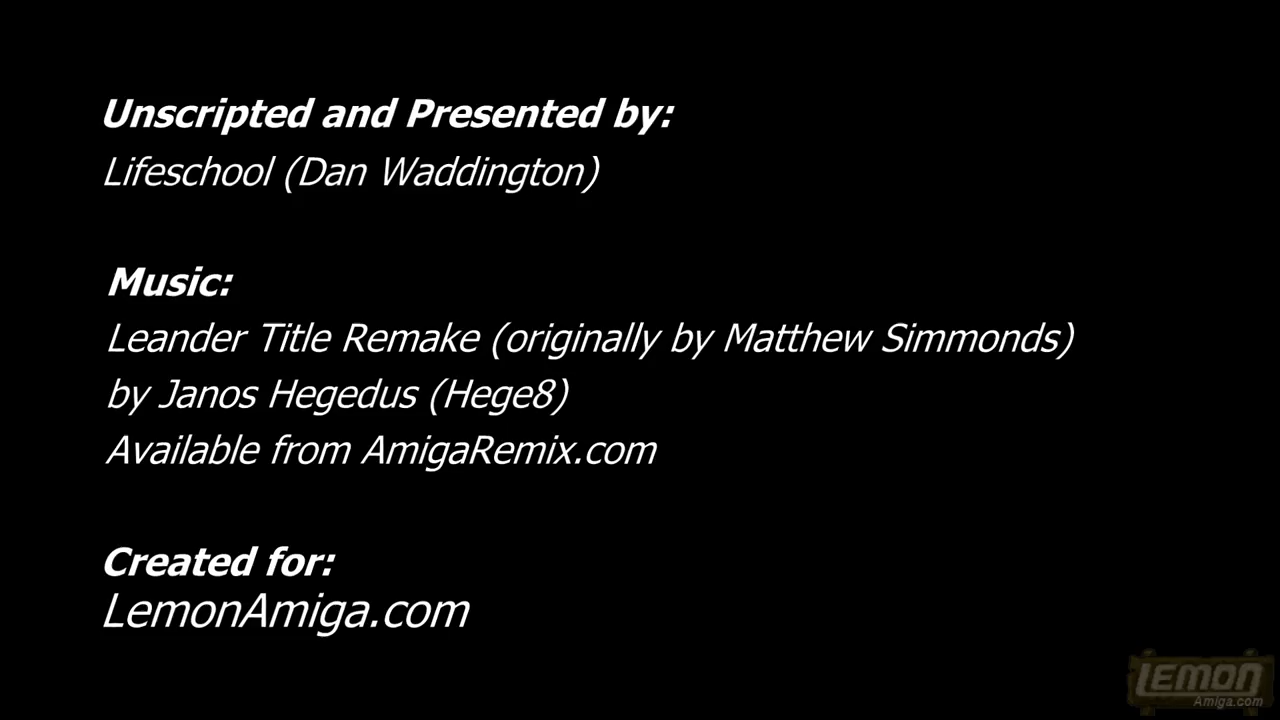 Unscripted and Presented by:
Lifeschool (Dan Waddington)
Music:
Leander Title Remake (originally by Matthew Simmonds)
by Janos Hegedus (Hege8)
Available from AmigaRemix.com
Created for:
LemonAmiga.com
LEMON
Amiga.com